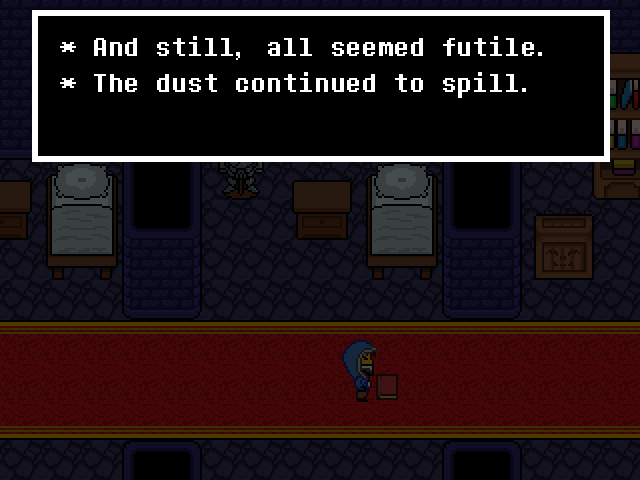 * And still, all seemed futile.
* The dust continued to spill.